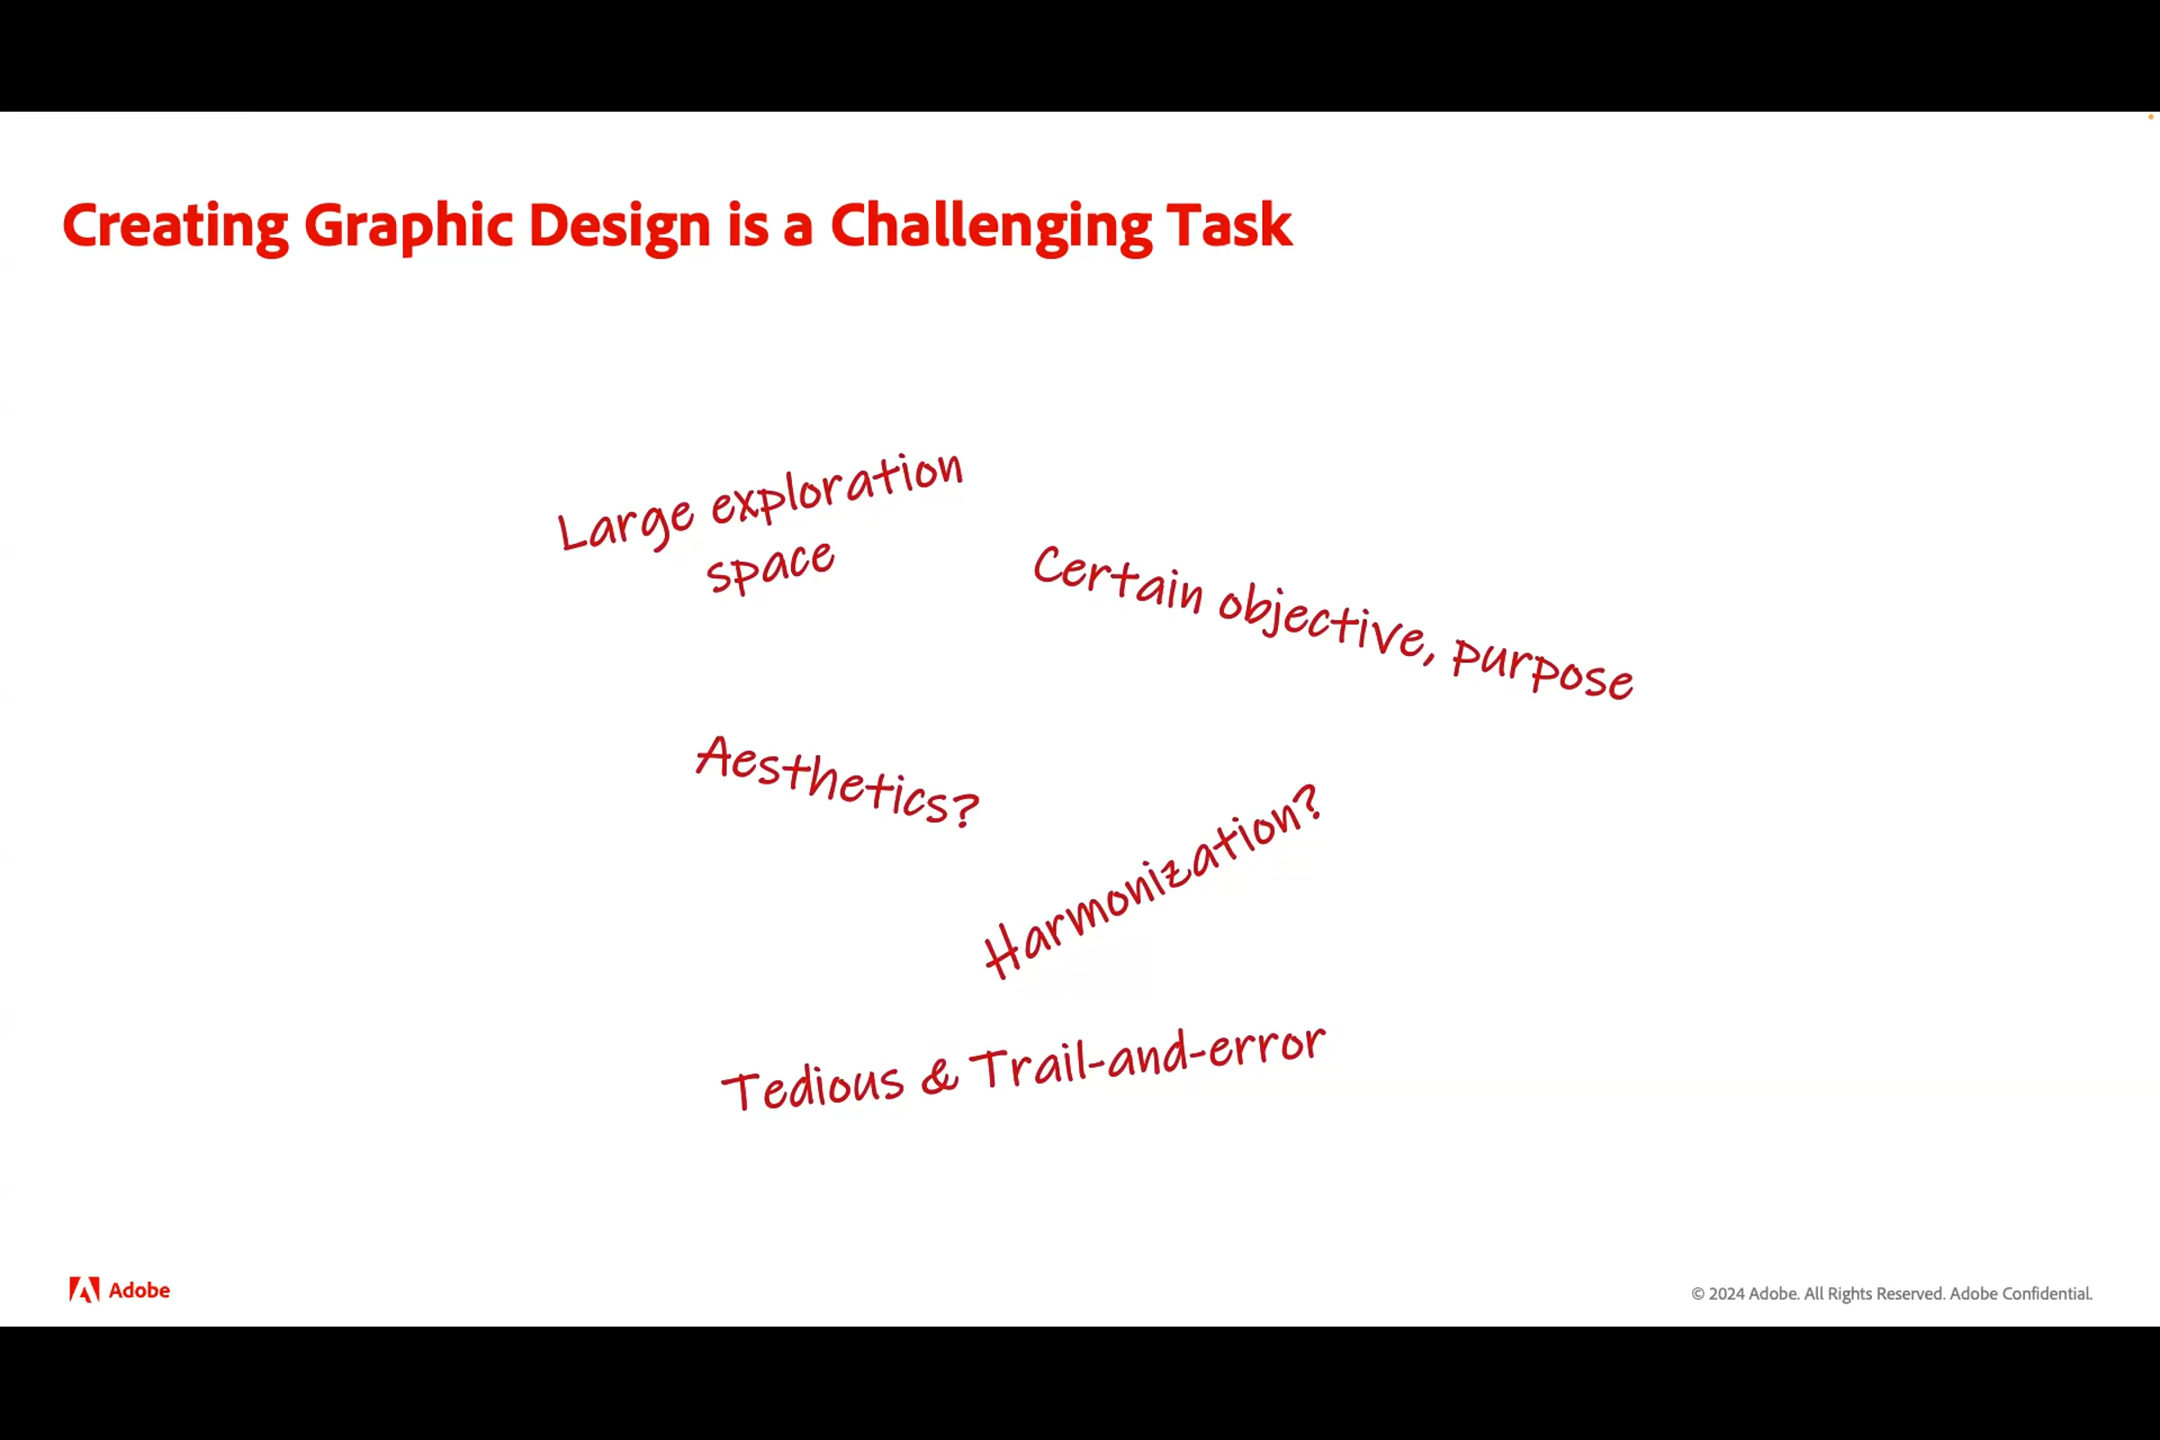 Creating Graphic Design is a Challenging Task
Large exploration
space
Certain objective, purpose
Aesthetics?
Harmonization?
Tedious & Trail-and-error
Adobe
© 2024 Adobe. All Rights Reserved. Adobe Confidential.